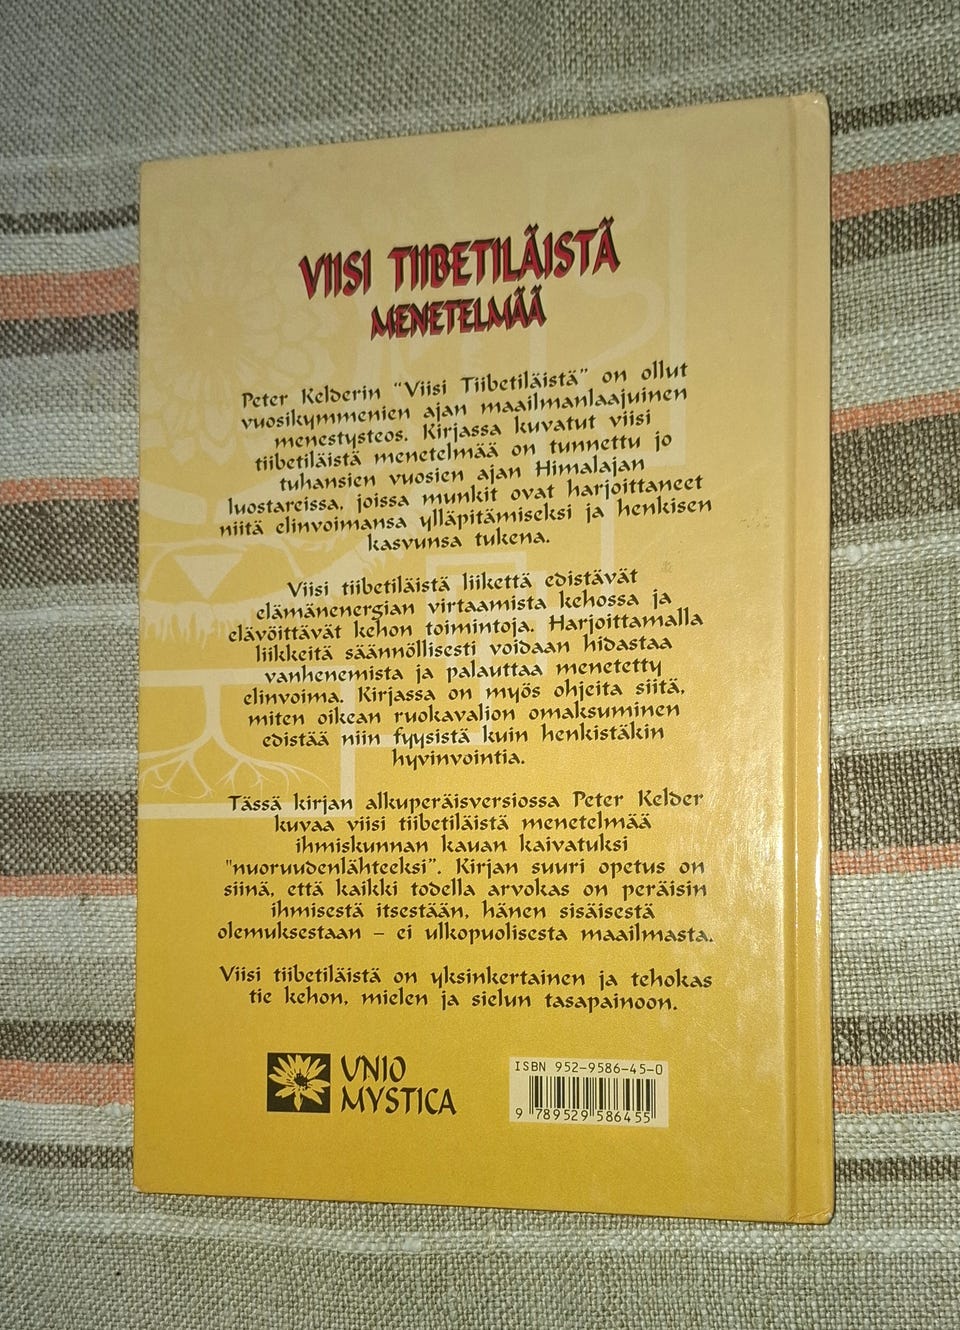 VIISI TIIBETILÄISTÄ
MENETELMÄÄ
Peter Kelderin “Viisi Tiibetiläistä” on ollut
vuosikymmenien ajan maailmanlaajuinen
menestysteos. Kirjassa kuvatut viisi
tiibetiläistä menetelmää on tunnettu jo
tuhansien vuosien ajan Himalajan
luostareissa, joissa munkit ovat harjoittaneet
niitä elinvoimansa ylläpitämiseksi ja henkisen
kasvunsa tukena.
Viisi tiibetiläistä liikettä edistävät
elämänenergian virtaamista kehossa ja
elävöittävät kehon toimintoja. Harjoittamalla
liikkeitä säännöllisesti voidaan hidastaa
vanhenemista ja palauttaa menetetty
elinvoima. Kirjassa on myös ohjeita siitä,
miten oikean ruokavalion omaksuminen
edistää niin fyysistä kuin henkistäkin
hyvinvointia.
Tässä kirjan alkuperäisversiossa Peter Kelder
kuvaa viisi tiibetiläistä menetelmää
ihmiskunnan kauan kaivatuksi
"nuoruudenlähteeksi”. Kirjan suuri opetus on
siinä, että kaikki todella arvokas on peräisin
ihmisestä itsestään, hänen sisäisestä
olemuksestaan – ei ulkopuolisesta maailmasta.
Viisi tiibetiläistä on yksinkertainen ja tehokas
tie kehon, mielen ja sielun tasapainoon.
UNIO
MYSTICA
ISBN 952-9586-45-0
9 789529 586455